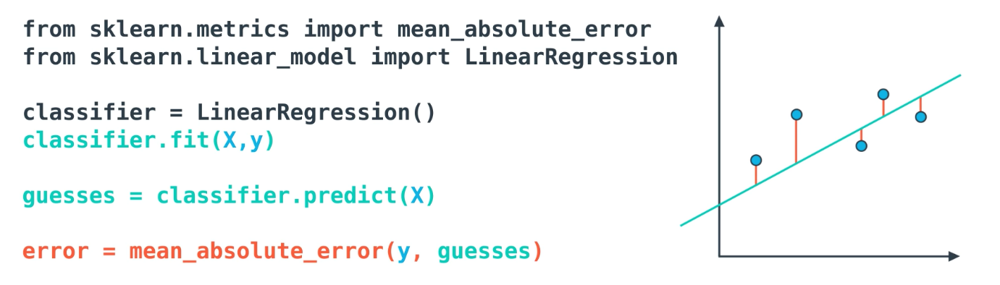 from sklearn.metrics import mean_absolute_error
from sklearn.linear_model import LinearRegression
classifier = LinearRegression()
classifier.fit(X,y)
guesses = classifier.predict(X)
error = mean_absolute_error(y, guesses)